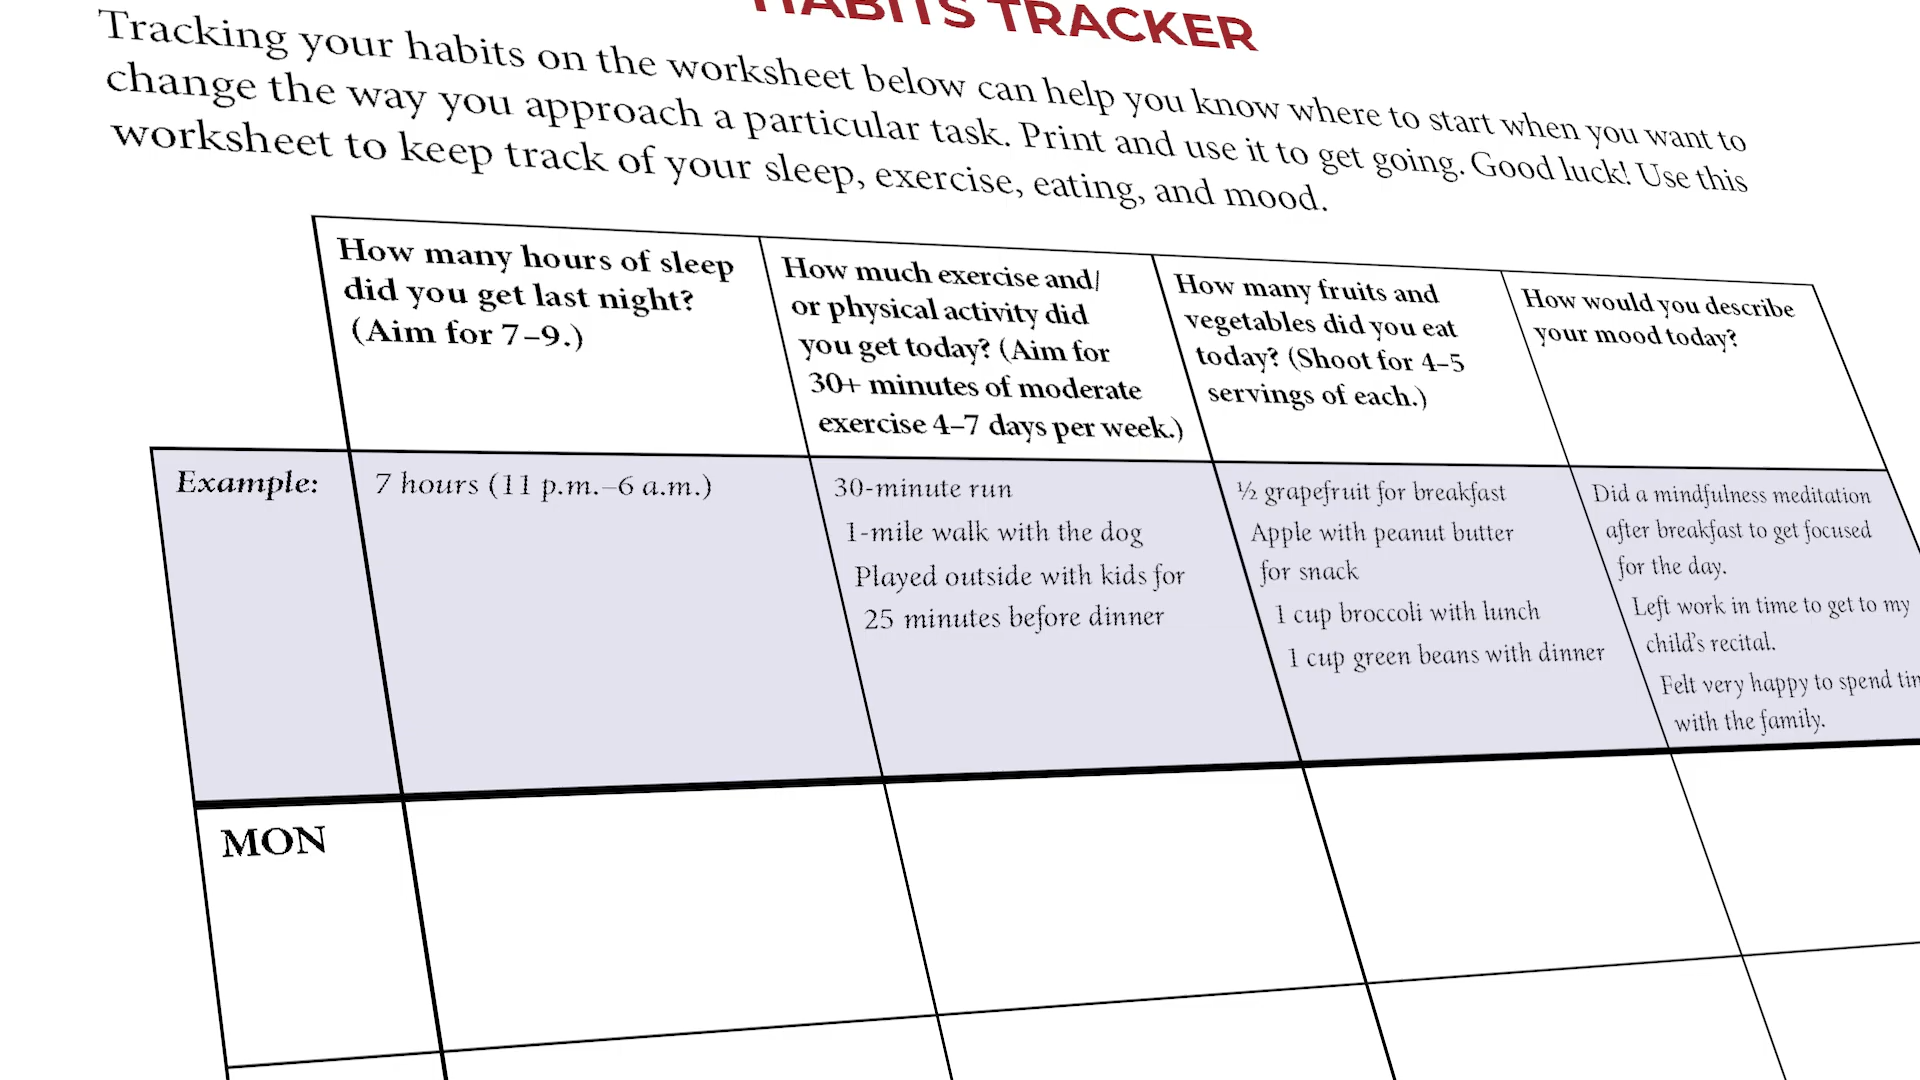 HABITS TRACKER
Tracking your habits on the worksheet below can help you know where to start when you want to
change the way you approach a particular task. Print and use it to get going. Good luck! Use this
worksheet to keep track of your sleep, exercise, eating, and mood.
How many hours of sleep
did you get last night?
(Aim for 7–9.)
How much exercise and/
or physical activity did
you get today? (Aim for
30+ minutes of moderate
exercise 4–7 days per week.)
How many fruits and
vegetables did you eat
today? (Shoot for 4–5
servings of each.)
How would you describe
your mood today?
Example:
7 hours (11 p.m.–6 a.m.)
30-minute run
1-mile walk with the dog
Played outside with kids for
25 minutes before dinner
½ grapefruit for breakfast
Apple with peanut butter
for snack
1 cup broccoli with lunch
1 cup green beans with dinner
Did a mindfulness meditation
after breakfast to get focused
for the day.
Left work in time to get to my
child's recital.
Felt very happy to spend
with the family.
MON